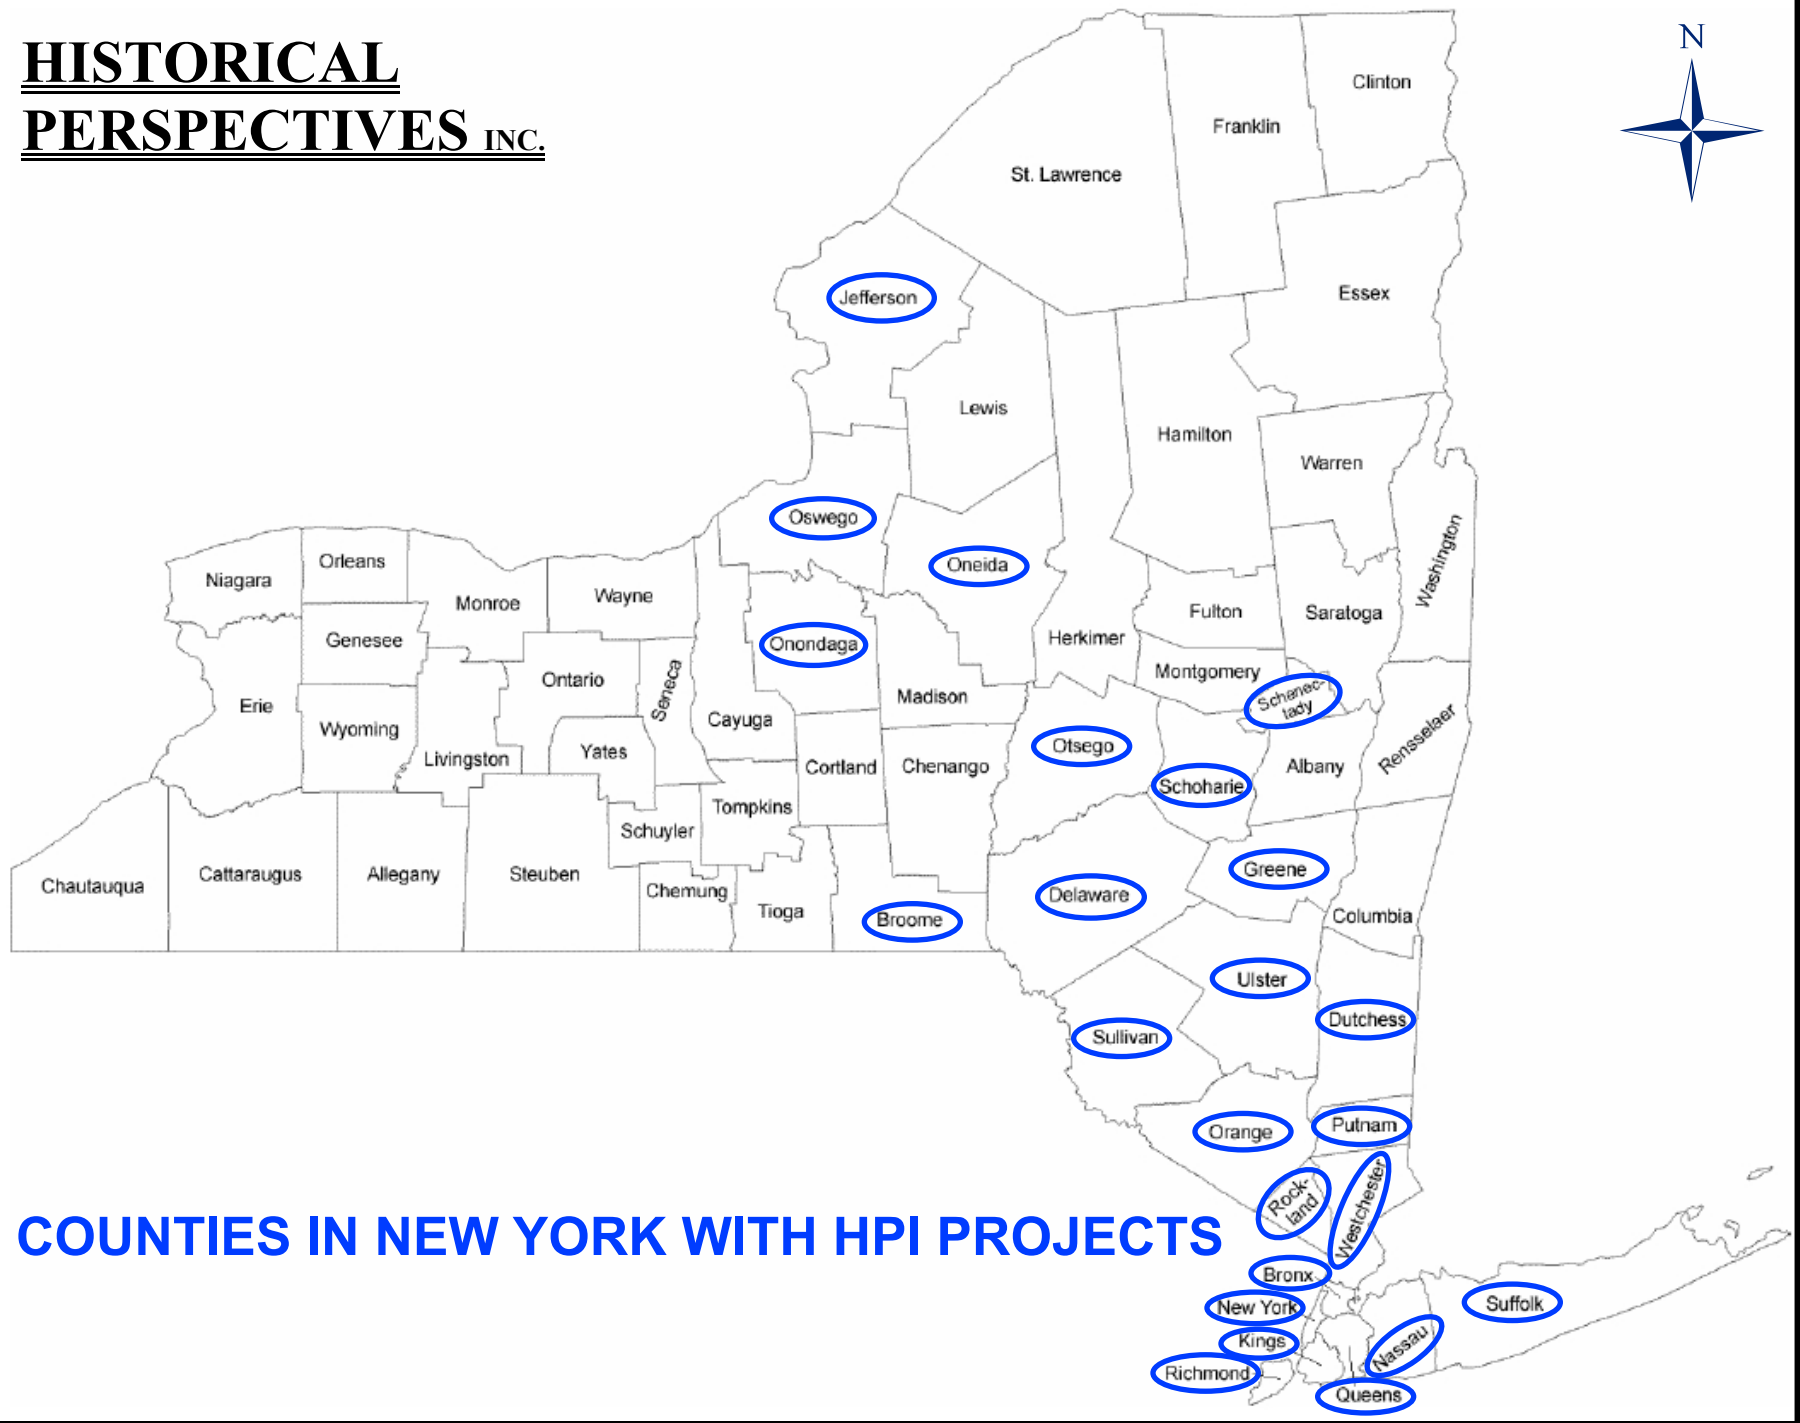 HISTORICAL
PERSPECTIVES INC.
N
Clinton
Franklin
St. Lawrence
Essex
Jefferson
Lewis
Hamilton
Warren
Oswego
Oneida
Washington
Niagara
Orleans
Monroe
Wayne
Fulton
Saratoga
Genesee
Onondaga
Herkimer
Montgomery
Ontario
Seneca
Madison
Schenec-
tady
Erie
Wyoming
Cayuga
Otsego
Rensselaer
Livingston
Yates
Cortland
Chenango
Schoharie
Albany
Tompkins
Schuyler
Chautauqua
Cattaraugus
Allegany
Steuben
Chemung
Tioga
Broome
Delaware
Greene
Columbia
Ulster
Dutchess
Sullivan
Orange
Putnam
Rock-
land
Westchester
COUNTIES IN NEW YORK WITH HPI PROJECTS
Bronx
New York
Kings
Richmond
Queens
Nassau
Suffolk